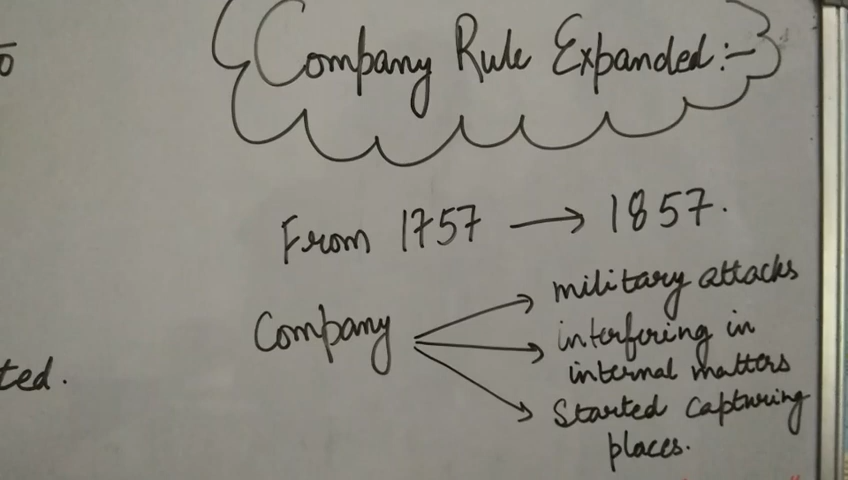 Company Rule Expanded:-
From 1757 → 1857.
Company
military attacks
interfering in
internal matters
Started capturing
places.
ted.